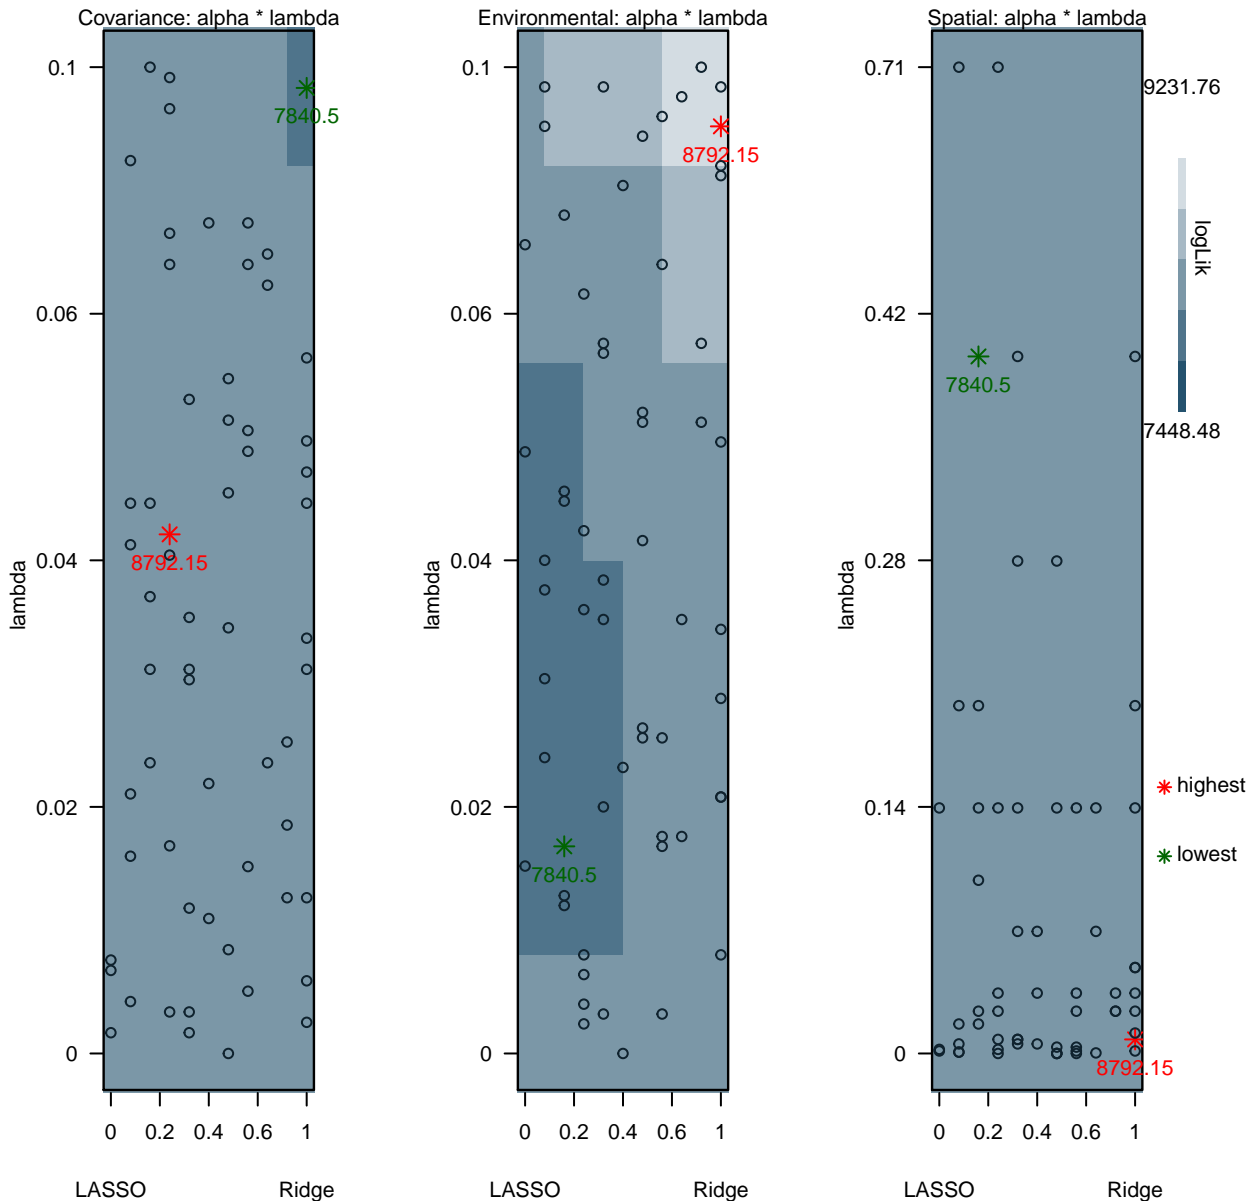 Covariance: alpha * lambda
0.1
0.06
0.04
0.02
0
lambda
7840.5
8792.15
0 0.2 0.4 0.6 1
LASSO Ridge
Environmental: alpha * lambda
0.1
0.06
0.04
0.02
0
lambda
8792.15
7840.5
0 0.2 0.4 0.6 1
LASSO Ridge
Spatial: alpha * lambda
0.71
0.42
0.28
0.14
0
lambda
7840.5
8792.15
0 0.2 0.4 0.6 1
LASSO Ridge
9231.76
logLik
7448.48
highest
lowest